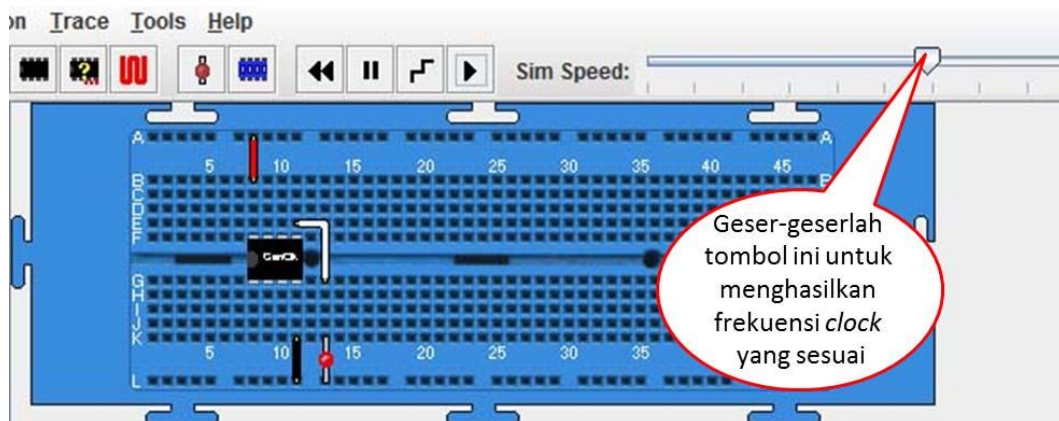 on Trace Tools Help
Sim Speed:
A A
5 10 15 20 25 30 35 40 45
B B
C
D
E
F
G
H
I
J
K
5 10 15 20 25 30 35
L
Geser-geserlah
tombol ini untuk
menghasilkan
frekuensi clock
yang sesuai